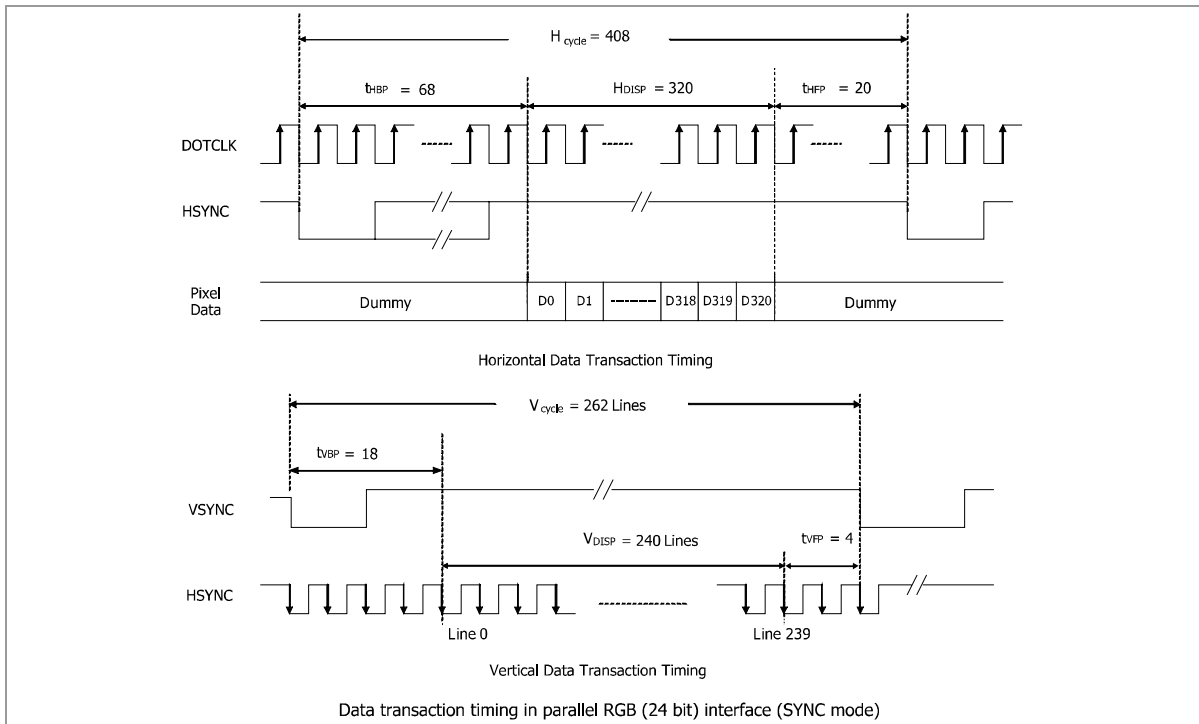 H cycle = 408
tHBP = 68 HDISP = 320 tHFP = 20
DOTCLK
HSYNC
Pixel Data Dummy D0 D1 D318 D319 D320 Dummy
Horizontal Data Transaction Timing
V cycle = 262 Lines
tVBP = 18
VSYNC
VDISP = 240 Lines tVFP = 4
HSYNC
Line 0 Line 239
Vertical Data Transaction Timing
Data transaction timing in parallel RGB (24 bit) interface (SYNC mode)